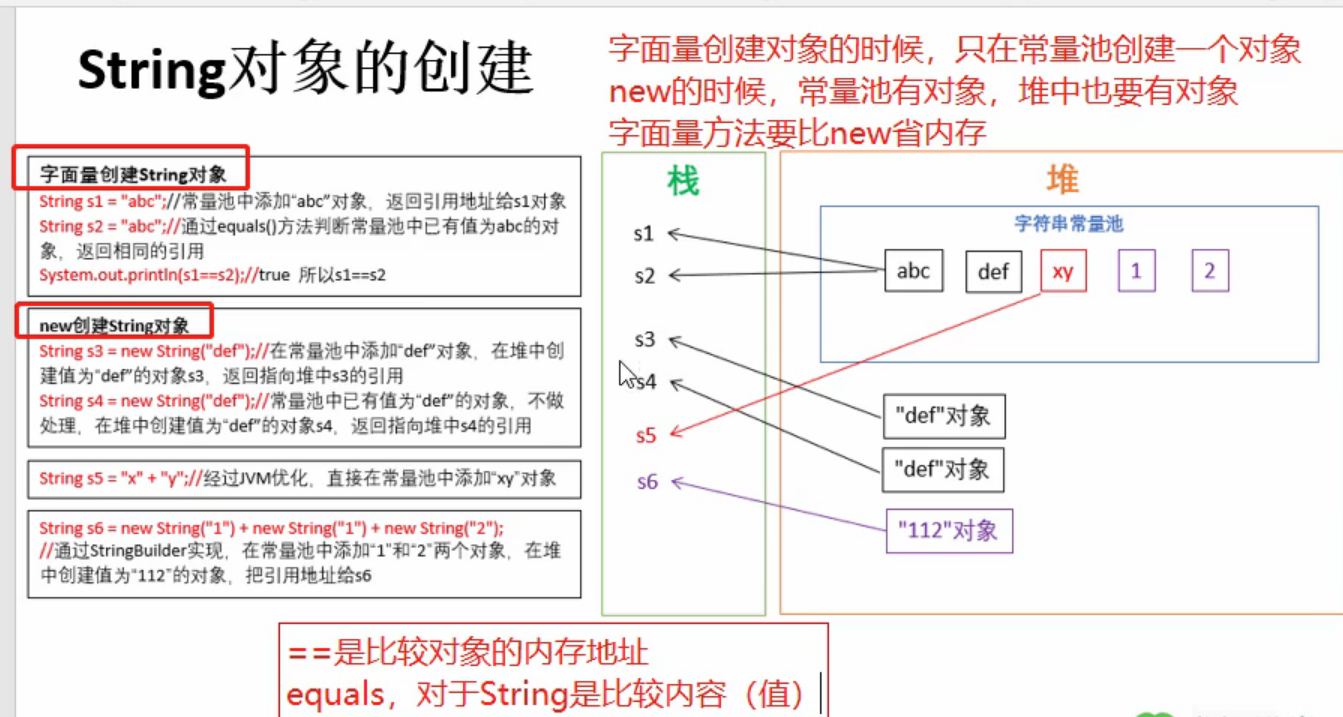 String对象的创建
字面量创建对象的时候，只在常量池创建一个对象
new的时候，常量池有对象，堆中也要有对象
字面量方法要比new省内存
字面量创建String对象
String s1 = "abc";//常量池中添加“abc”对象，返回引用地址给s1对象
String s2 = "abc";//通过equals()方法判断常量池中已有值为abc的对
象，返回相同的引用
System.out.println(s1==s2);//true 所以s1==s2
new创建String对象
String s3 = new String("def");//在常量池中添加“def”对象，在堆中创
建值为“def”的对象s3，返回指向堆中s3的引用
String s4 = new String("def");//常量池中已有值为“def”的对象，不做
处理，在堆中创建值为“def”的对象s4，返回指向堆中s4的引用
String s5 = "x" + "y";//经过JVM优化，直接在常量池中添加“xy”对象
String s6 = new String("1") + new String("1") + new String("2");
//通过StringBuilder实现，在常量池中添加“1”和“2”两个对象，在堆
中创建值为“112”的对象，把引用地址给s6
栈
s1
s2
s3
s4
s5
s6
堆
字符串常量池
abc def xy 1 2
"def"对象
"def"对象
"112"对象
==是比较对象的内存地址
equals，对于String是比较内容（值）